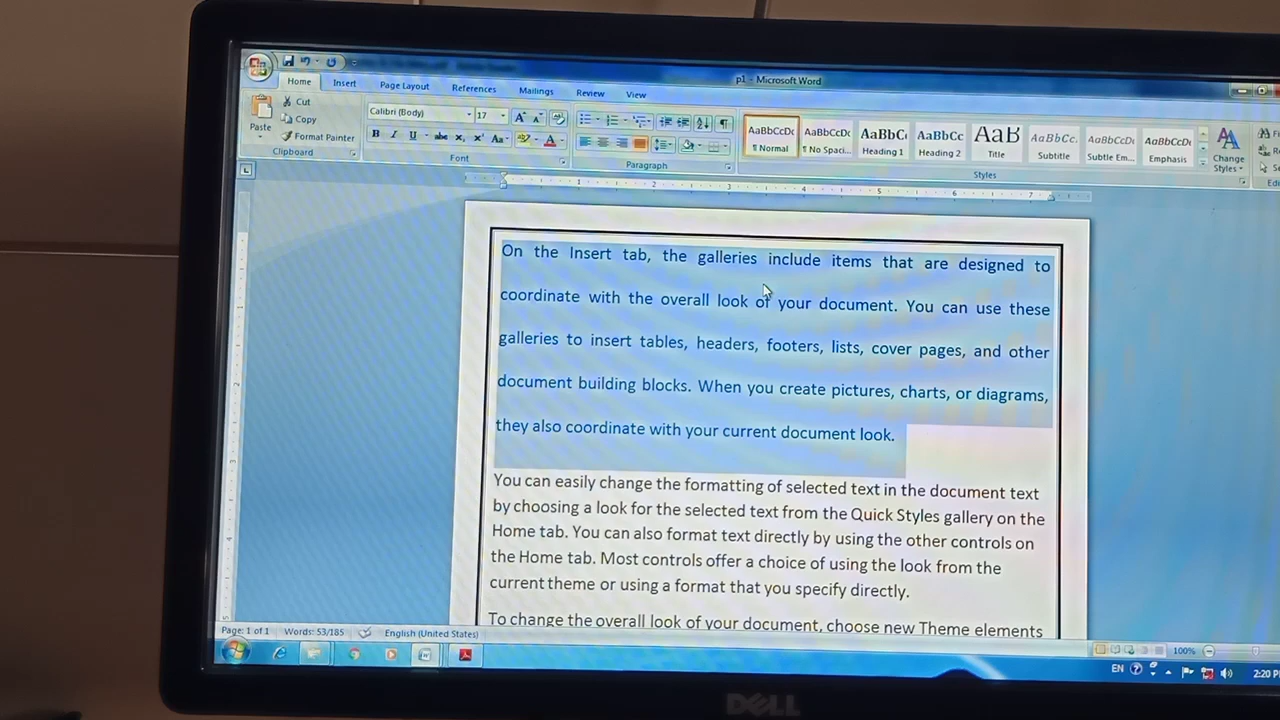 p1 - Microsoft Word
Home Insert Page Layout References Mailings Review View
Cut
Copy
Paste Format Painter
Clipboard
Calibri (Body) 17
Font
Paragraph
AaBbCcDc AaBbCcDc AaBbC AaBbCc AaB AaBbCc. AaBbCcDc AaBbCcDc
¶ Normal ¶ No Spaci... Heading 1 Heading 2 Title Subtitle Subtle Em... Emphasis
Change
Styles
Styles
On the Insert tab, the galleries include items that are designed to
coordinate with the overall look of your document. You can use these
galleries to insert tables, headers, footers, lists, cover pages, and other
document building blocks. When you create pictures, charts, or diagrams,
they also coordinate with your current document look.
You can easily change the formatting of selected text in the document text
by choosing a look for the selected text from the Quick Styles gallery on the
Home tab. You can also format text directly by using the other controls on
the Home tab. Most controls offer a choice of using the look from the
current theme or using a format that you specify directly.
To change the overall look of your document, choose new Theme elements
Page: 1 of 1 Words: 53/185 English (United States) 100%
EN 2:20 P
DELL